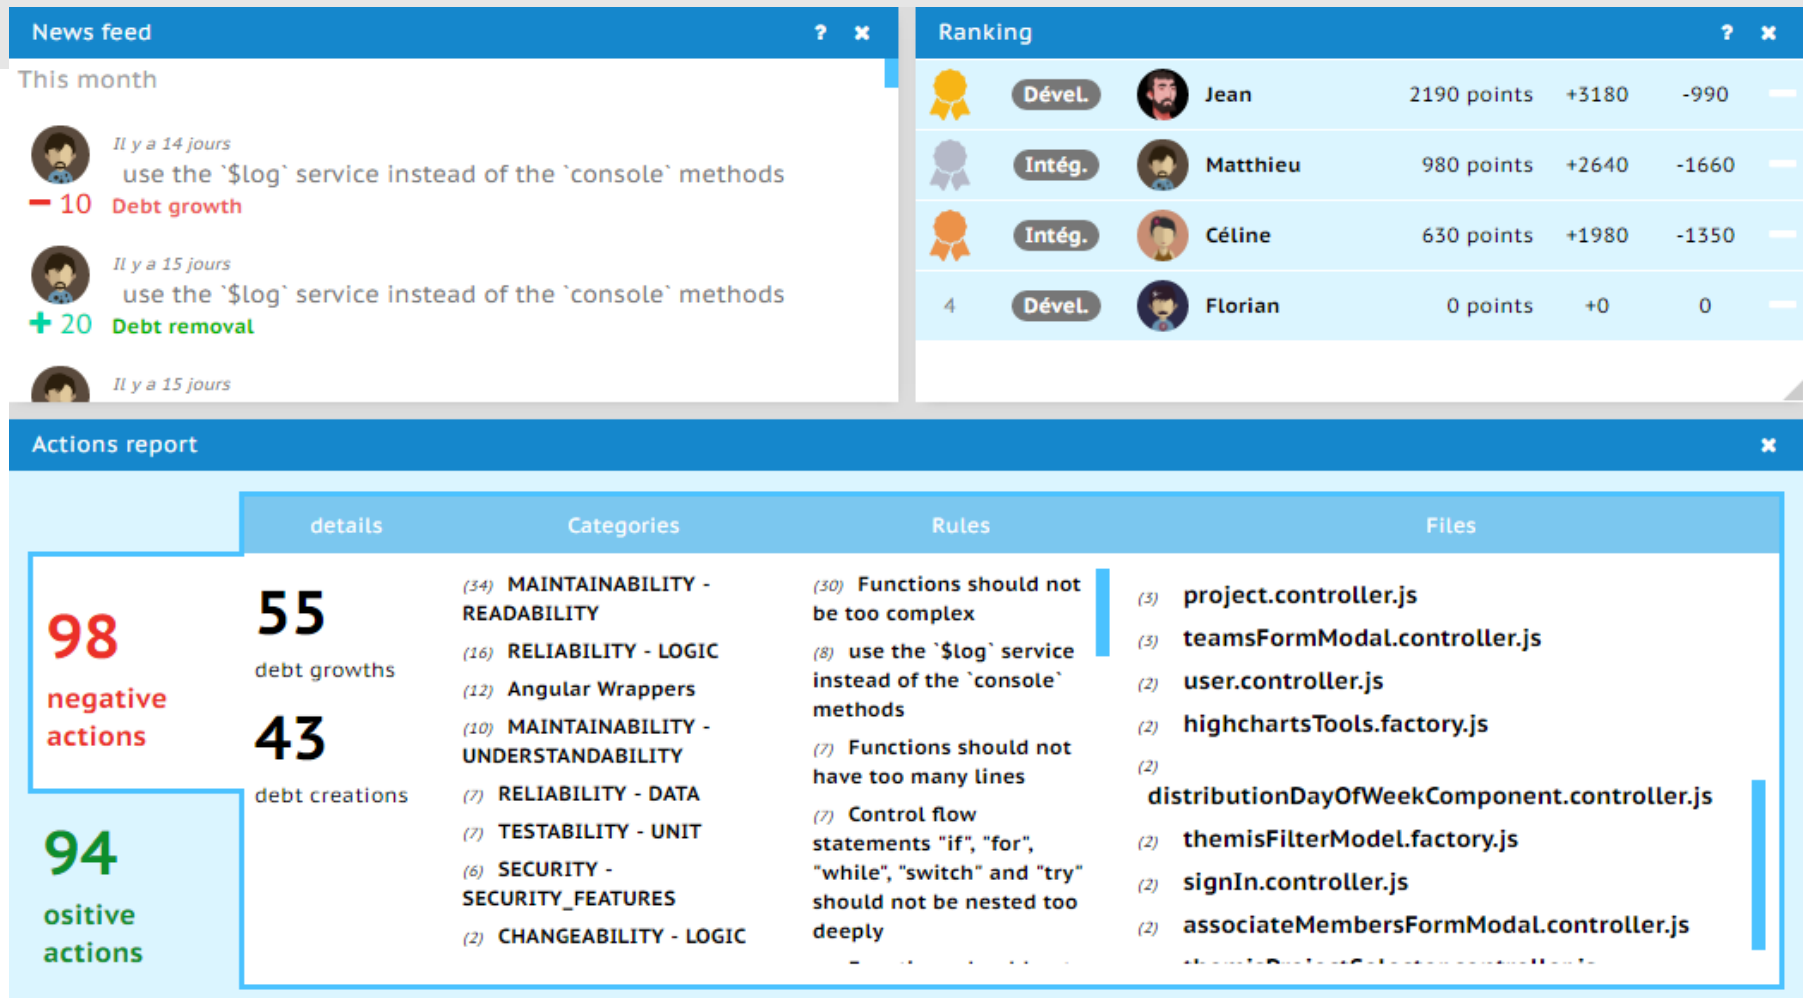 News feed ? ✖
This month
Il y a 14 jours
use the `$log` service instead of the `console` methods
− 10 Debt growth
Il y a 15 jours
use the `$log` service instead of the `console` methods
+ 20 Debt removal
Il y a 15 jours
Ranking ? ✖
Dével. Jean 2190 points +3180 -990
Intég. Matthieu 980 points +2640 -1660
Intég. Céline 630 points +1980 -1350
4 Dével. Florian 0 points +0 0
Actions report ✖
98
negative
actions
94
ositive
actions
details
55
debt growths
43
debt creations
Categories
(34) MAINTAINABILITY -
READABILITY
(16) RELIABILITY - LOGIC
(12) Angular Wrappers
(10) MAINTAINABILITY -
UNDERSTANDABILITY
(7) RELIABILITY - DATA
(7) TESTABILITY - UNIT
(6) SECURITY -
SECURITY_FEATURES
(2) CHANGEABILITY - LOGIC
Rules
(30) Functions should not
be too complex
(8) use the `$log` service
instead of the `console`
methods
(7) Functions should not
have too many lines
(7) Control flow
statements "if", "for",
"while", "switch" and "try"
should not be nested too
deeply
Files
(3) project.controller.js
(3) teamsFormModal.controller.js
(2) user.controller.js
(2) highchartsTools.factory.js
(2)
distributionDayOfWeekComponent.controller.js
(2) themisFilterModel.factory.js
(2) signIn.controller.js
(2) associateMembersFormModal.controller.js